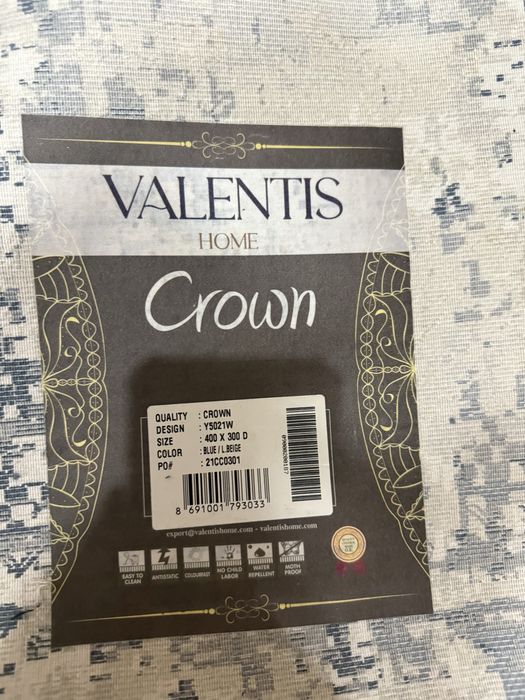 VALENTIS
HOME
Crown
QUALITY : CROWN
DESIGN : Y5021W
SIZE : 400 X 300 D
COLOR : BLUE / L.BEIGE
PO# : 21CC0301
8 691001 793033
export@valentishome.com - valentishome.com
EASY TO CLEAN
ANTISTATIC
COLOURFAST
NO CHILD LABOR
WATER REPELLENT
MOTH PROOF